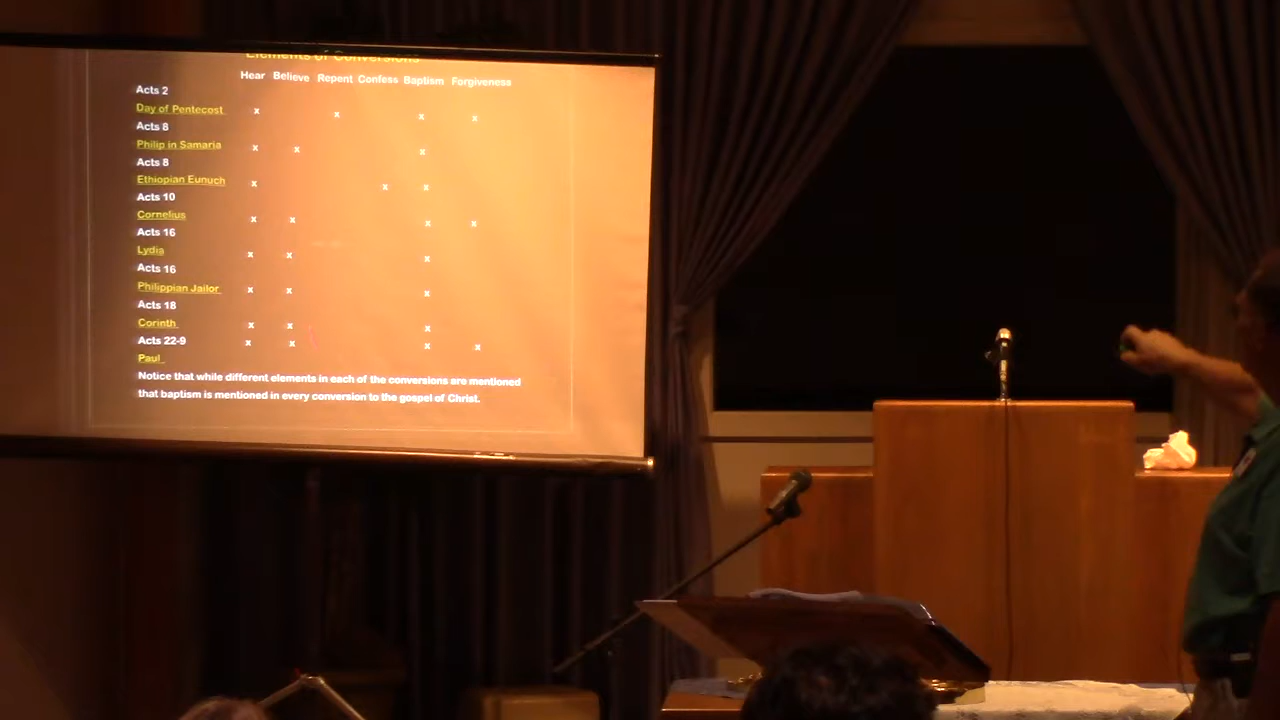 Elements of Conversions
Hear Believe Repent Confess Baptism Forgiveness
Acts 2
Day of Pentecost x x x x
Acts 8
Philip in Samaria x x x
Acts 8
Ethiopian Eunuch x x x
Acts 10
Cornelius x x x x
Acts 16
Lydia x x x
Acts 16
Philippian Jailor x x x
Acts 18
Corinth x x x
Acts 22-9 x x x x
Paul
Notice that while different elements in each of the conversions are mentioned
that baptism is mentioned in every conversion to the gospel of Christ.